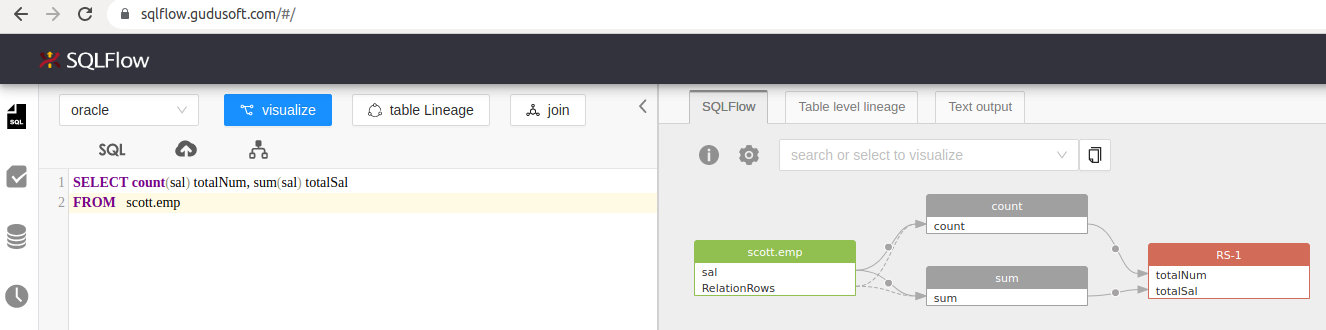 sqlflow.gudusoft.com/#/
SQLFlow
SQL
oracle
visualize
table Lineage
join
SQL
1 SELECT count(sal) totalNum, sum(sal) totalSal
2 FROM   scott.emp
SQLFlow
Table level lineage
Text output
search or select to visualize
scott.emp
sal
RelationRows
count
count
sum
sum
RS-1
totalNum
totalSal